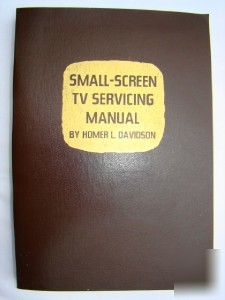 SMALL-SCREEN
TV SERVICING
MANUAL
BY HOMER L. DAVIDSON